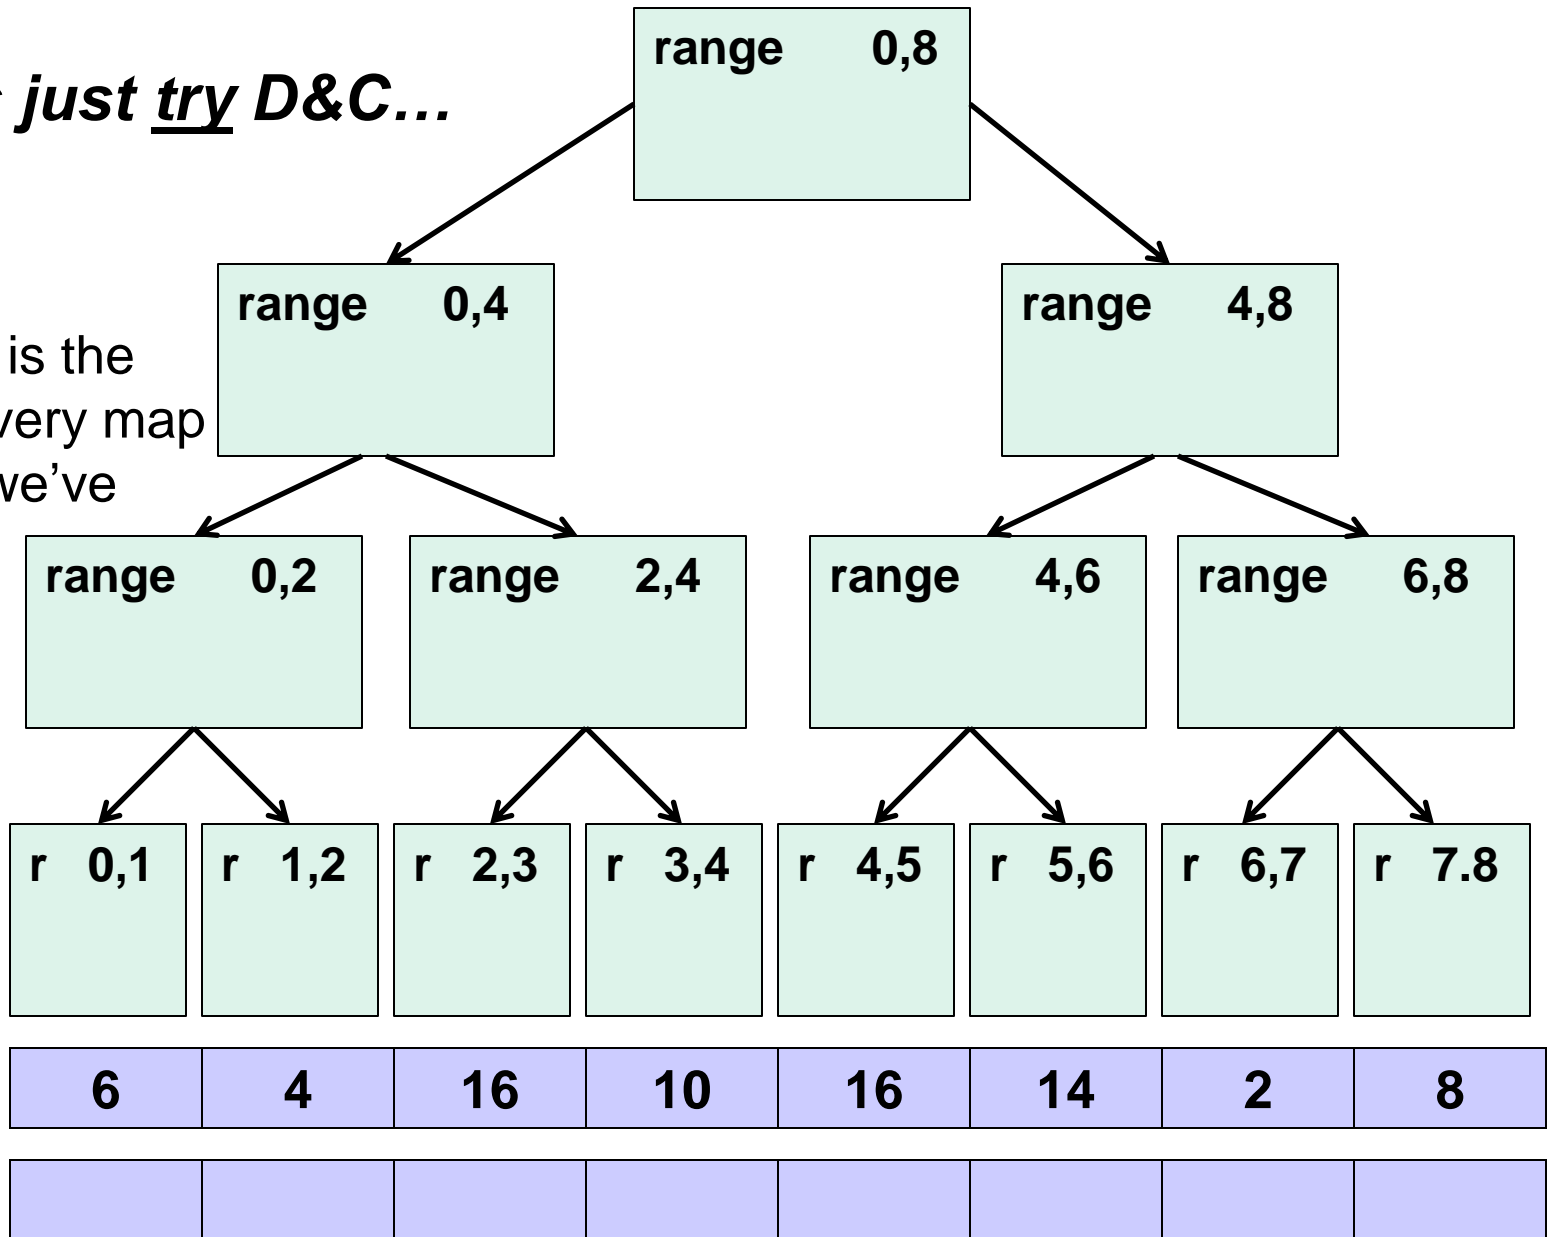 just try D&C…
range 0,8
range 0,4
range 4,8
is the
very map
we’ve
range 0,2
range 2,4
range 4,6
range 6,8
r 0,1
r 1,2
r 2,3
r 3,4
r 4,5
r 5,6
r 6,7
r 7.8
6 4 16 10 16 14 2 8